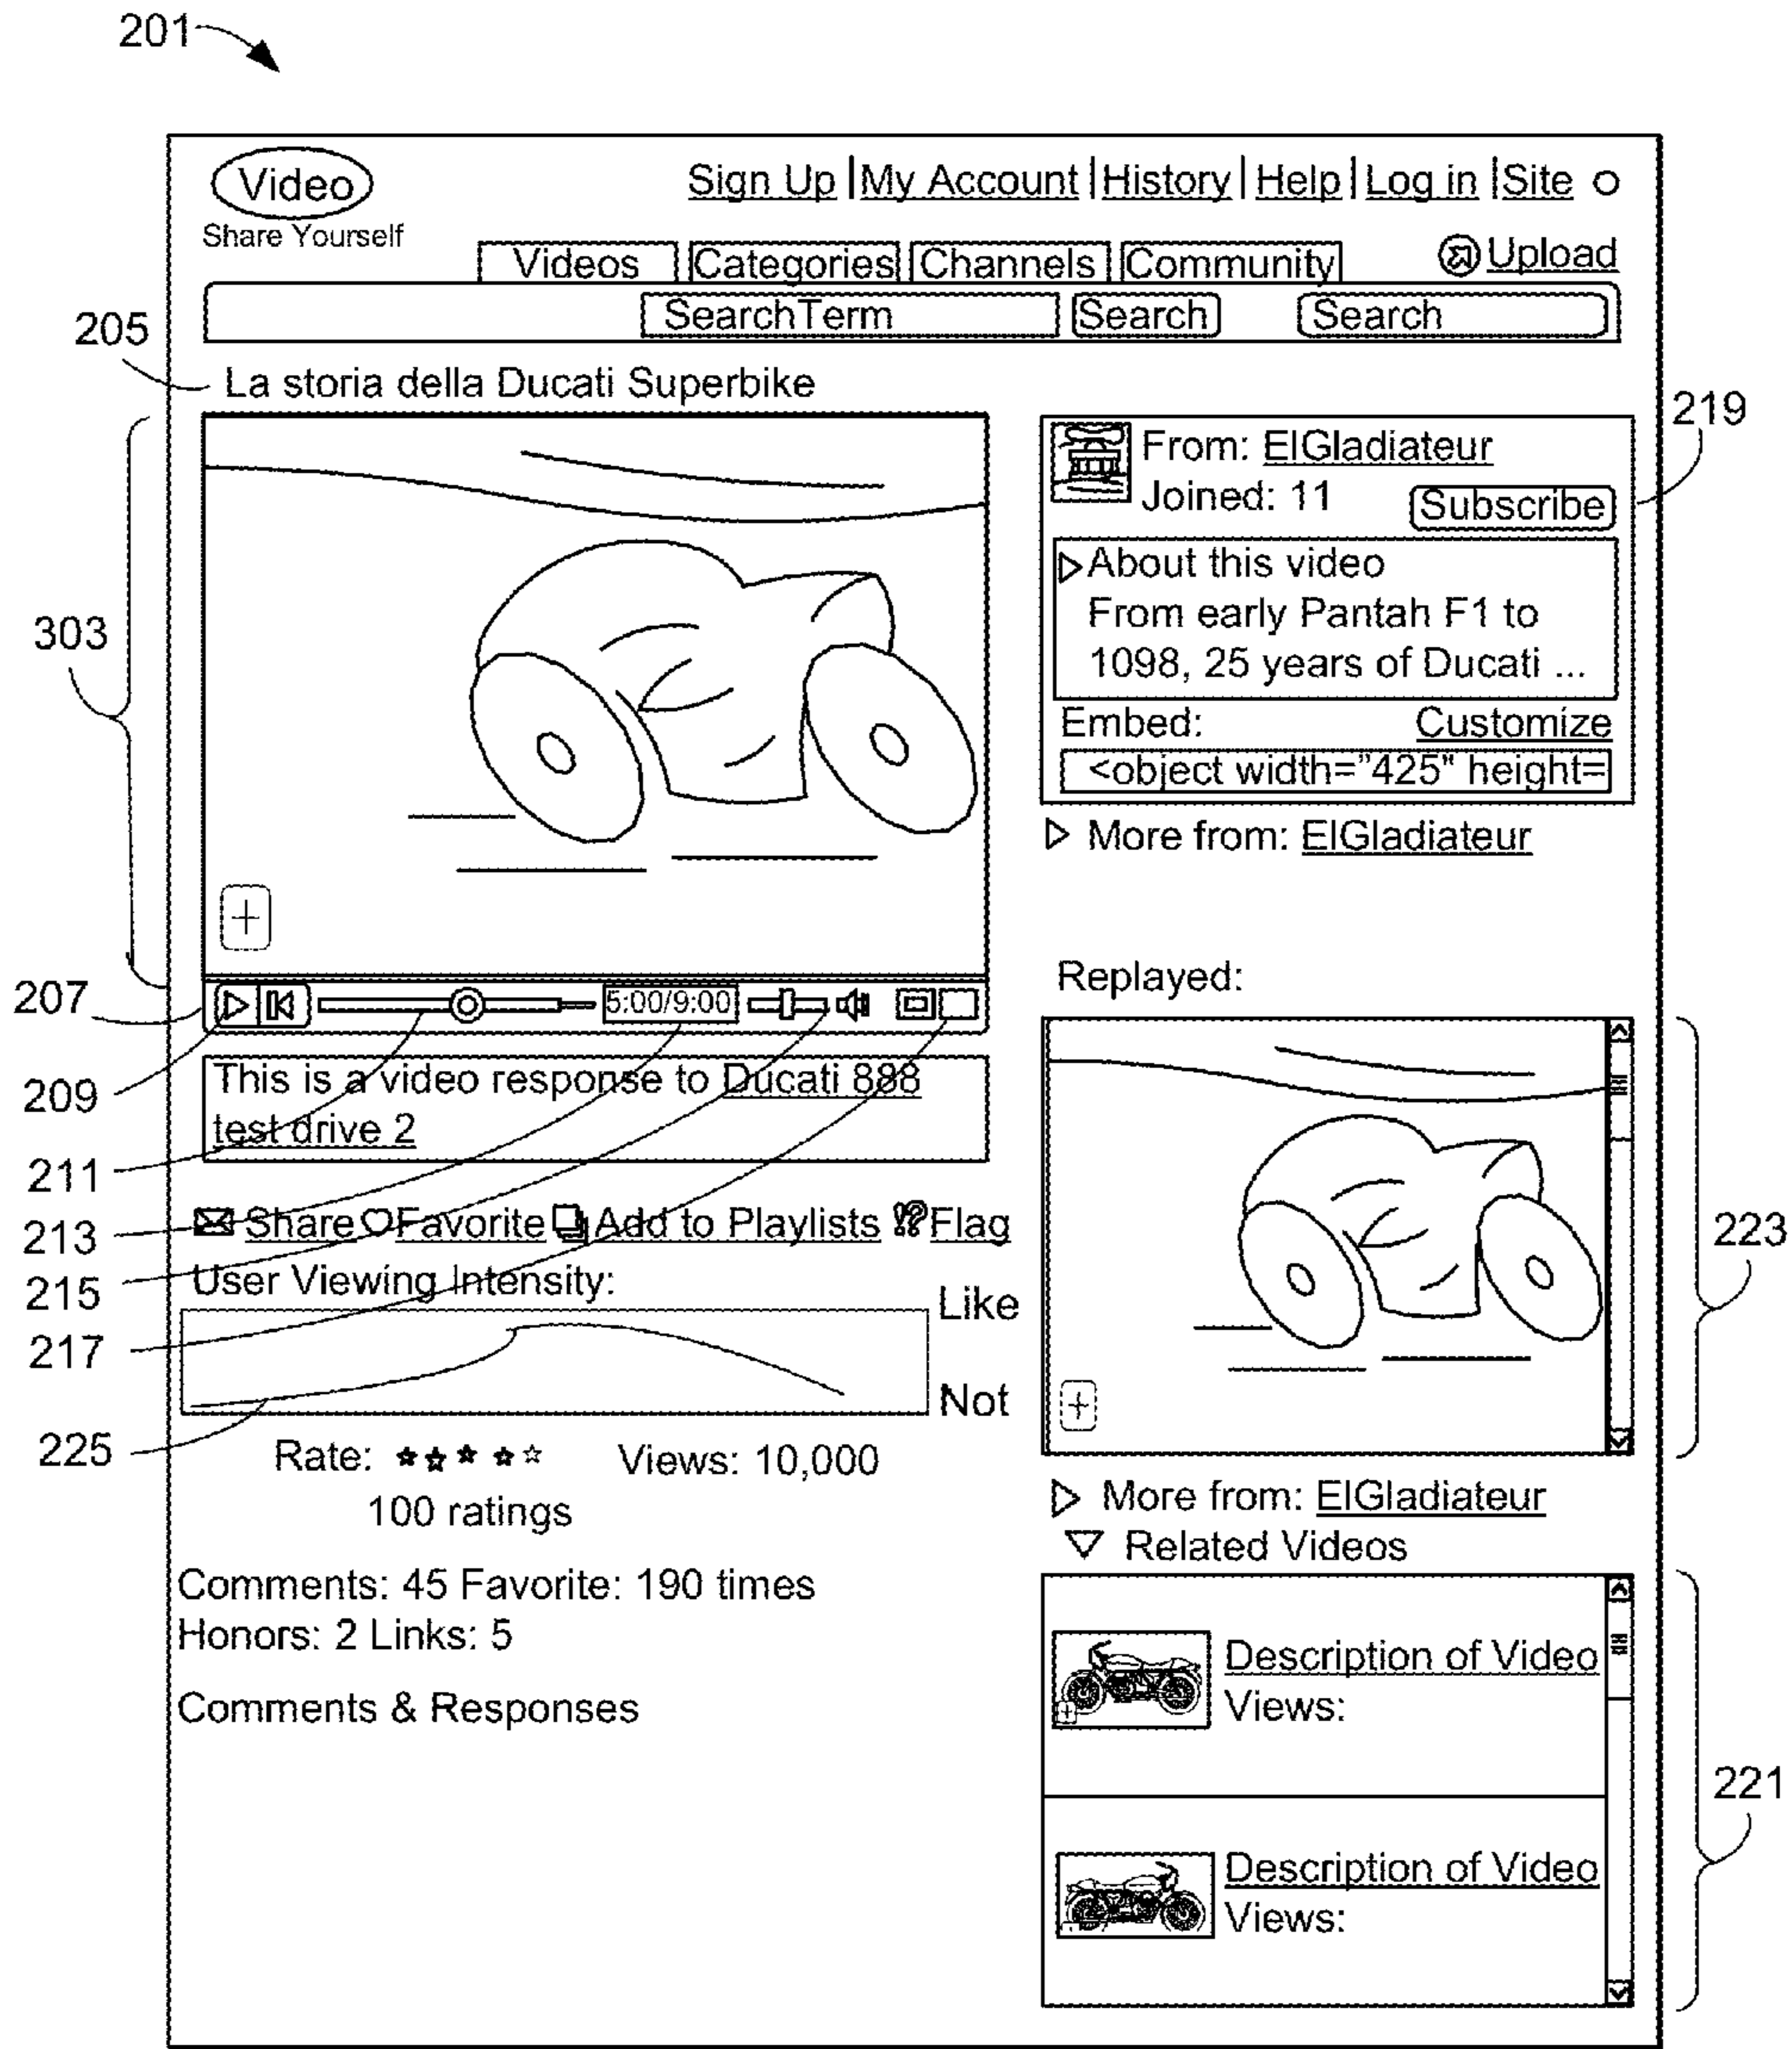 201
Video
Share Yourself
Sign Up | My Account | History | Help | Log in | Site
Videos Categories Channels Community
Upload
SearchTerm Search Search
205
La storia della Ducati Superbike
303
219
From: ElGladiateur
Joined: 11
Subscribe
About this video
From early Pantah F1 to
1098, 25 years of Ducati ...
Embed: Customize
<object width="425" height=
More from: ElGladiateur
207
5:00/9:00
209
This is a video response to Ducati 888
test drive 2
211
213
Share Favorite Add to Playlists !? Flag
215
User Viewing Intensity:
Like
217
Not
225
Rate: Views: 10,000
100 ratings
Comments: 45 Favorite: 190 times
Honors: 2 Links: 5
Comments & Responses
Replayed:
223
More from: ElGladiateur
Related Videos
Description of Video
Views:
221
Description of Video
Views: